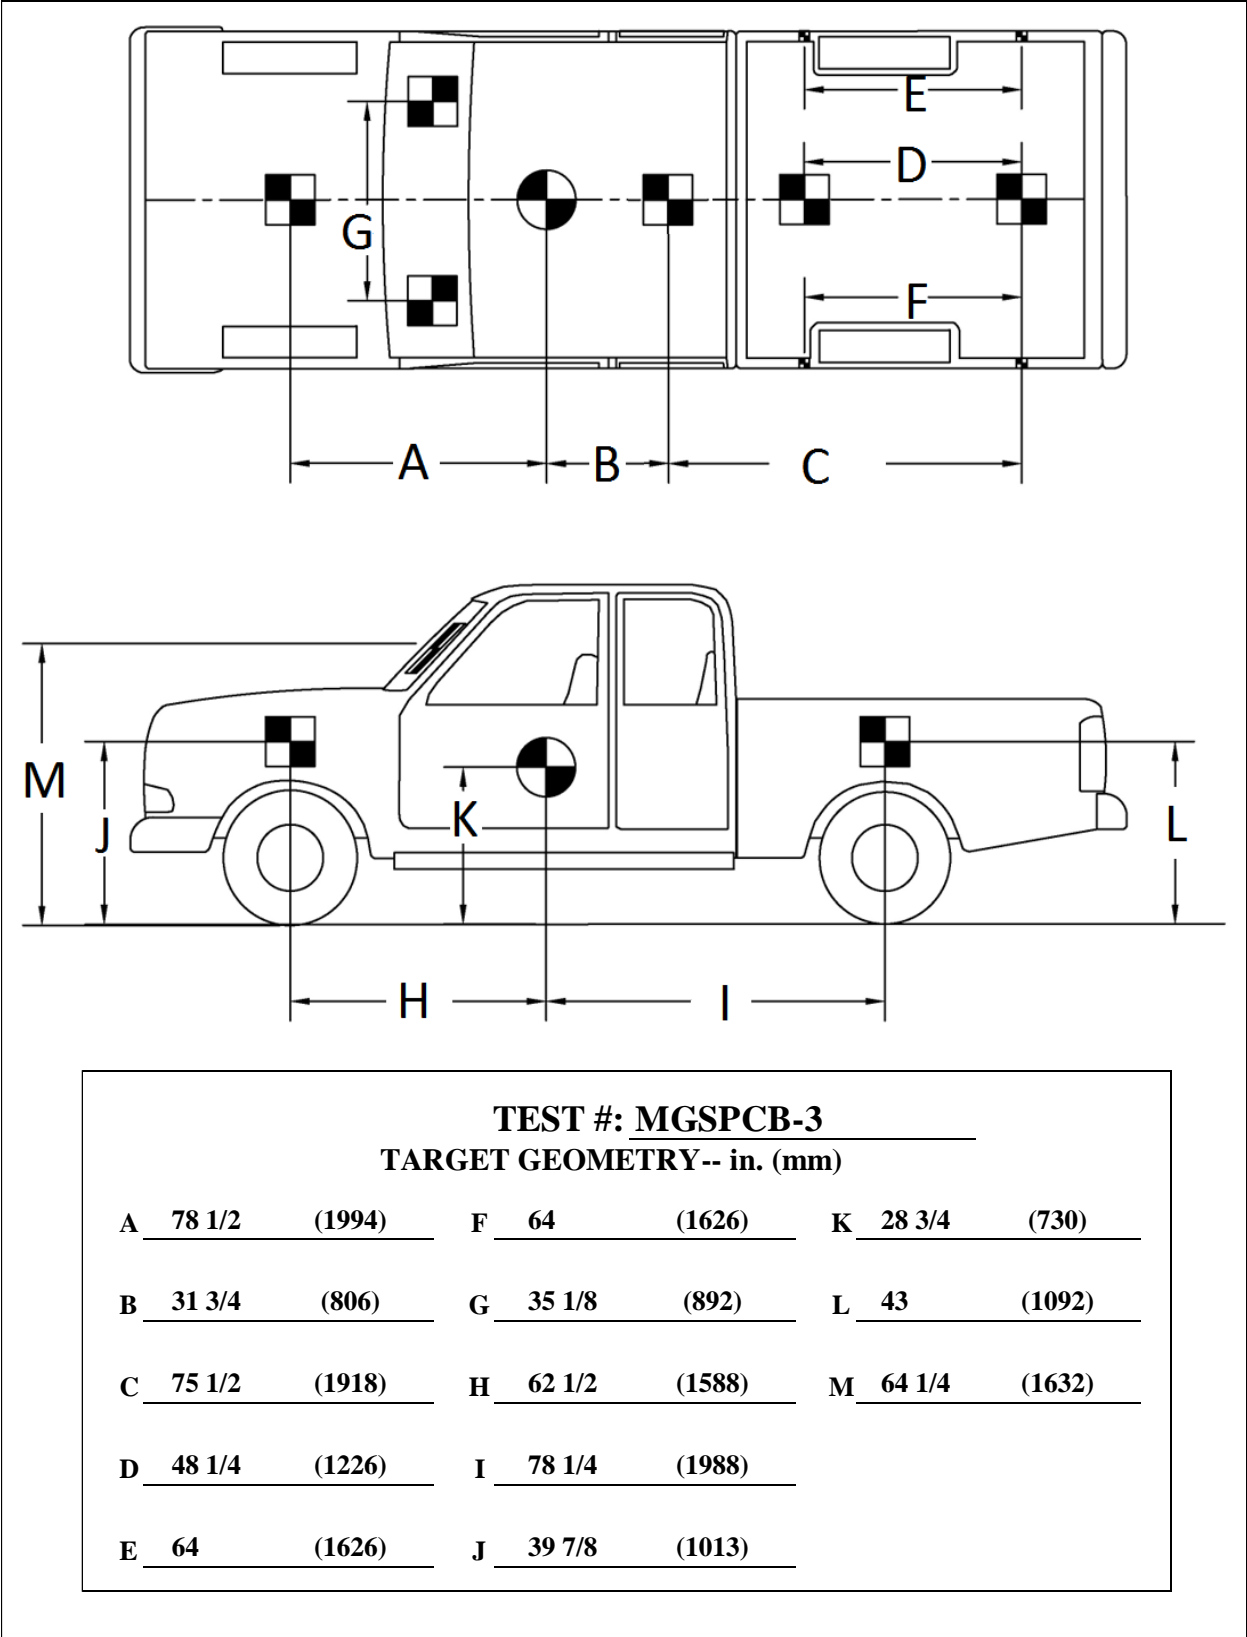 E
D
G
F
A B C
M
J
K
L
H I
TEST #: MGSPCB-3
TARGET GEOMETRY-- in. (mm)
A 78 1/2 (1994) F 64 (1626) K 28 3/4 (730)
B 31 3/4 (806) G 35 1/8 (892) L 43 (1092)
C 75 1/2 (1918) H 62 1/2 (1588) M 64 1/4 (1632)
D 48 1/4 (1226) I 78 1/4 (1988)
E 64 (1626) J 39 7/8 (1013)